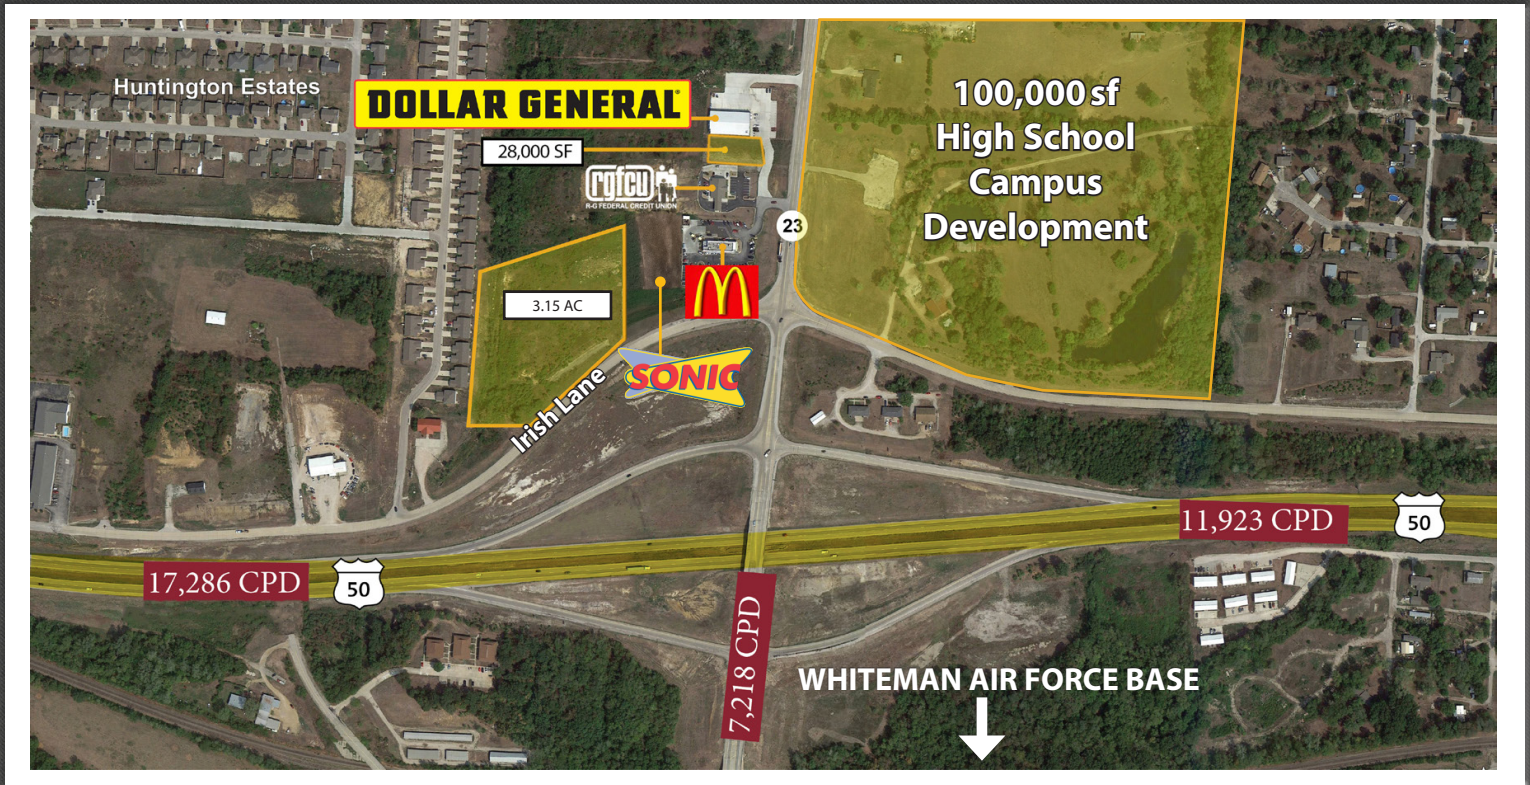 Huntington Estates
DOLLAR GENERAL®
28,000 SF
rgfcu
R-G FEDERAL CREDIT UNION
100,000 sf
High School
Campus
Development
23
3.15 AC
SONIC
Irish Lane
11,923 CPD
50
17,286 CPD
50
7,218 CPD
WHITEMAN AIR FORCE BASE